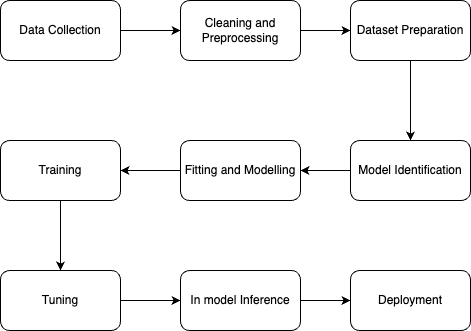 Data Collection
Cleaning and
Preprocessing
Dataset Preparation
Training
Fitting and Modelling
Model Identification
Tuning
In model Inference
Deployment